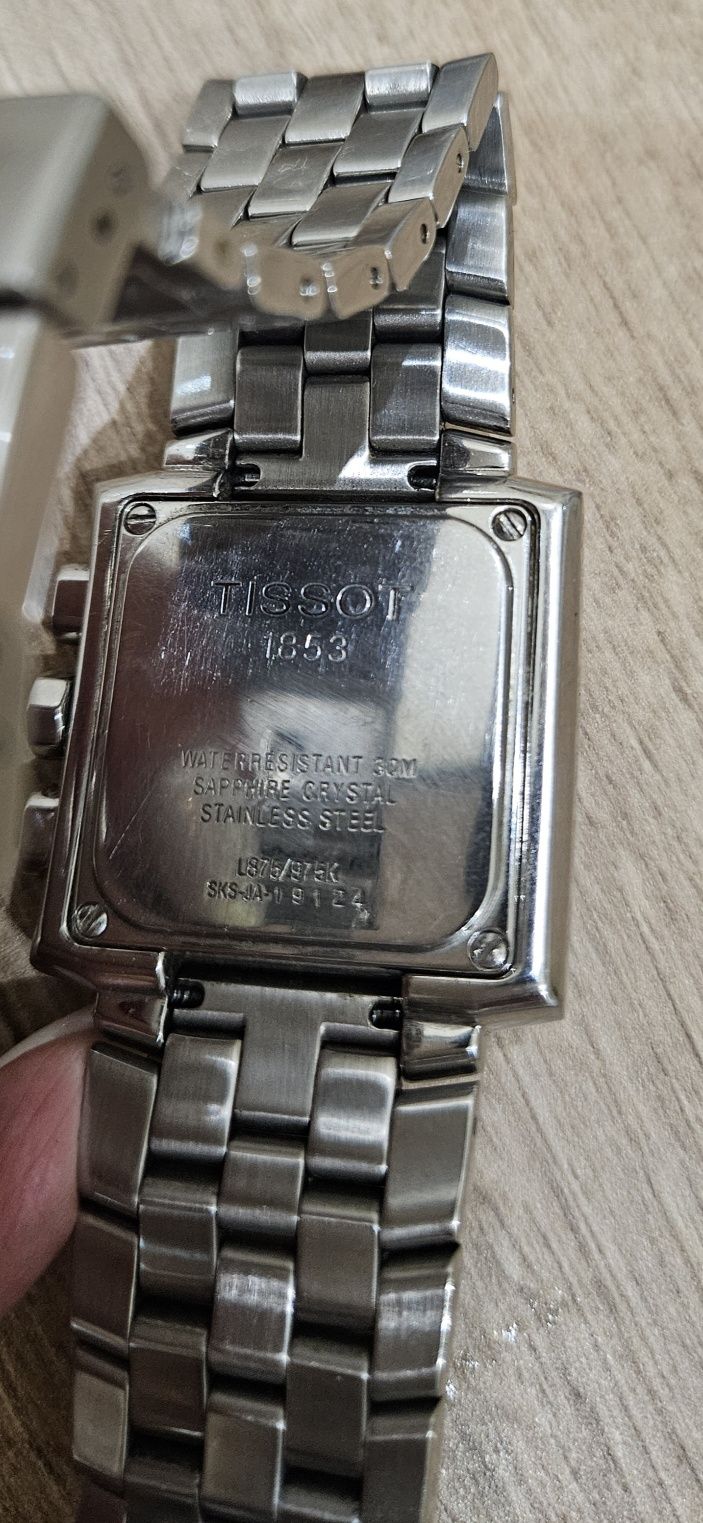 TISSOT
1853
WATERRESISTANT 30M
SAPPHIRE CRYSTAL
STAINLESS STEEL
L875/975K
SKS-JA-19124